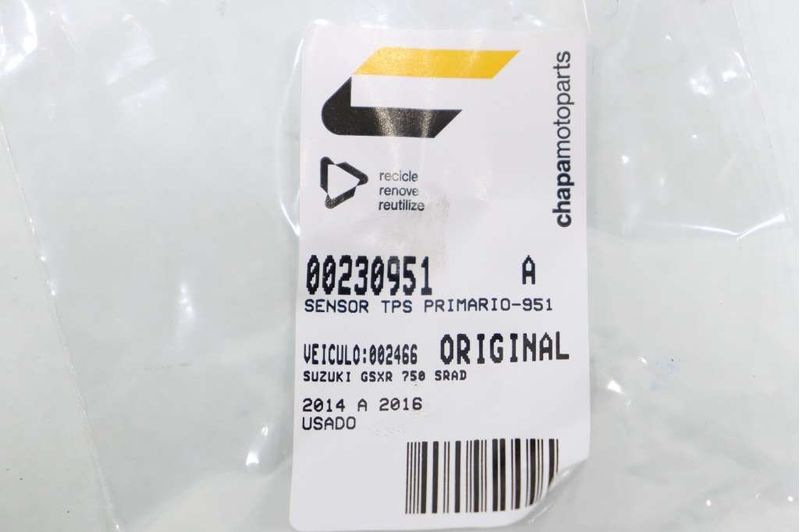 chapamotoparts
recicle
renove
reutilize
00230951 A
SENSOR TPS PRIMARIO-951
VEICULO:002466 ORIGINAL
SUZUKI GSXR 750 SRAD
2014 A 2016
USADO